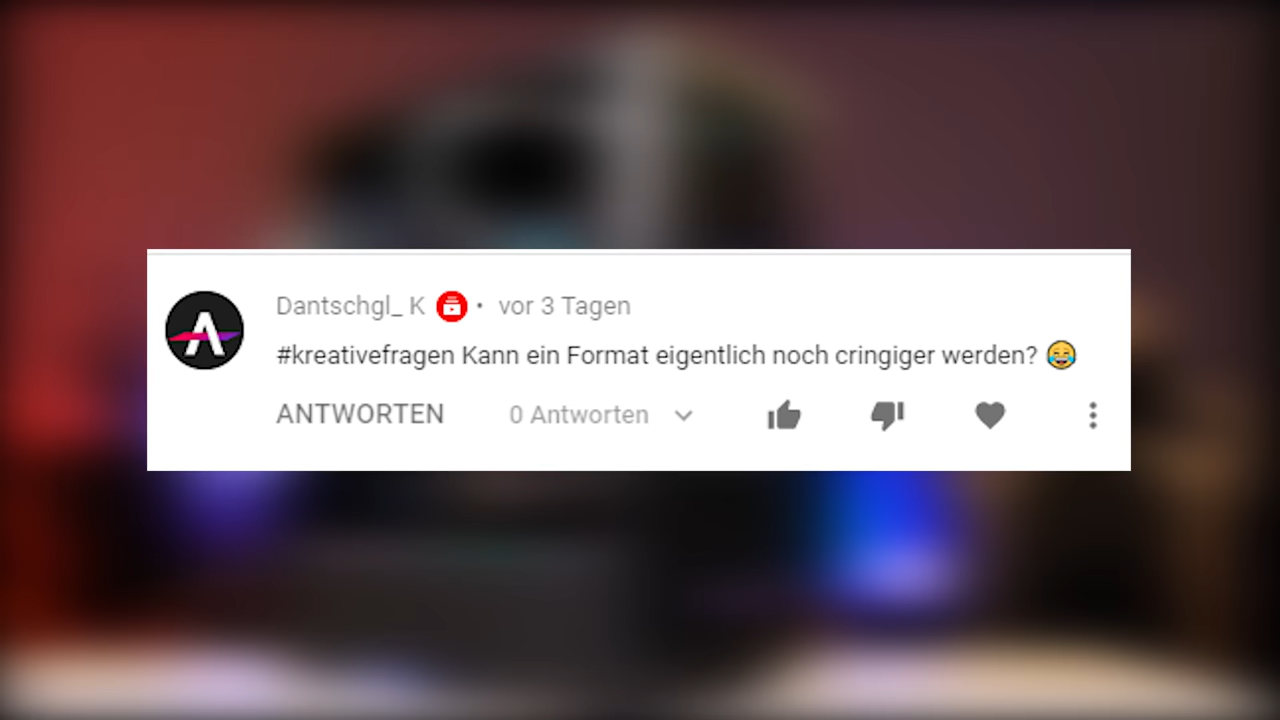 Dantschgl_ K • vor 3 Tagen
#kreativefragen Kann ein Format eigentlich noch cringiger werden? 😂
ANTWORTEN 0 Antworten